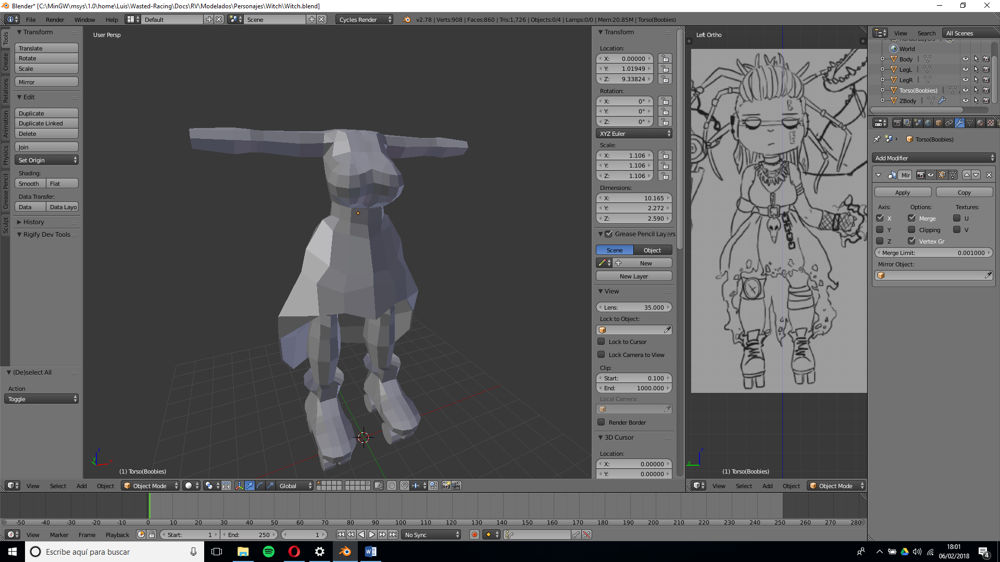 Blender* [C:\MinGW\msys\1.0\home\Luis\Wasted-Racing\Docs\RV\Modelados\Personajes\Witch\Witch.blend]
File Render Window Help Default Scene Cycles Render v2.78 | Verts:908 | Faces:860 | Tris:1,726 | Objects:0/4 | Lamps:0/0 | Mem:20.85M | Torso(Boobies)
Tools
Create
Relations
Animation
Physics
Grease Pencil
Sculpt
Transform
Translate
Rotate
Scale
Mirror
Edit
Duplicate
Duplicate Linked
Delete
Join
Set Origin
Shading:
Smooth Flat
Data Transfer:
Data Data Layo
History
Rigify Dev Tools
(De)select All
Action
Toggle
User Persp
z
y
x
(1) Torso(Boobies)
Transform
Location:
X: 0.00000
Y: 1.01949
Z: 9.33824
Rotation:
X: 0°
Y: 0°
Z: 0°
XYZ Euler
Scale:
X: 1.106
Y: 1.106
Z: 1.106
Dimensions:
X: 10.165
Y: 2.272
Z: 2.590
Grease Pencil Layers
Scene Object
New
New Layer
View
Lens: 35.000
Lock to Object:
Lock to Cursor
Lock Camera to View
Clip:
Start: 0.100
End: 1000.000
Local Camera:
Render Border
3D Cursor
Location:
X: 0.00000
Y: 0.00000
Left Ortho
z
y
(1) Torso(Boobies)
View Search All Scenes
RenderLayers
World
Body
LegL
LegR
Torso(Boobies)
ZBody
Torso(Boobies)
Add Modifier
Mir
Apply Copy
Axis: Options: Textures:
X Merge U
Y Clipping V
Z Vertex Gr
Merge Limit: 0.001000
Mirror Object:
View Select Add Object Object Mode Global
View Select Add Object Object Mode
-50 -40 -30 -20 -10 0 10 20 30 40 50 60 70 80 90 100 110 120 130 140 150 160 170 180 190 200 210 220 230 240 250 260 270 280
View Marker Frame Playback Start: 1 End: 250 1 No Sync
Escribe aquí para buscar
18:01
06/02/2018
4